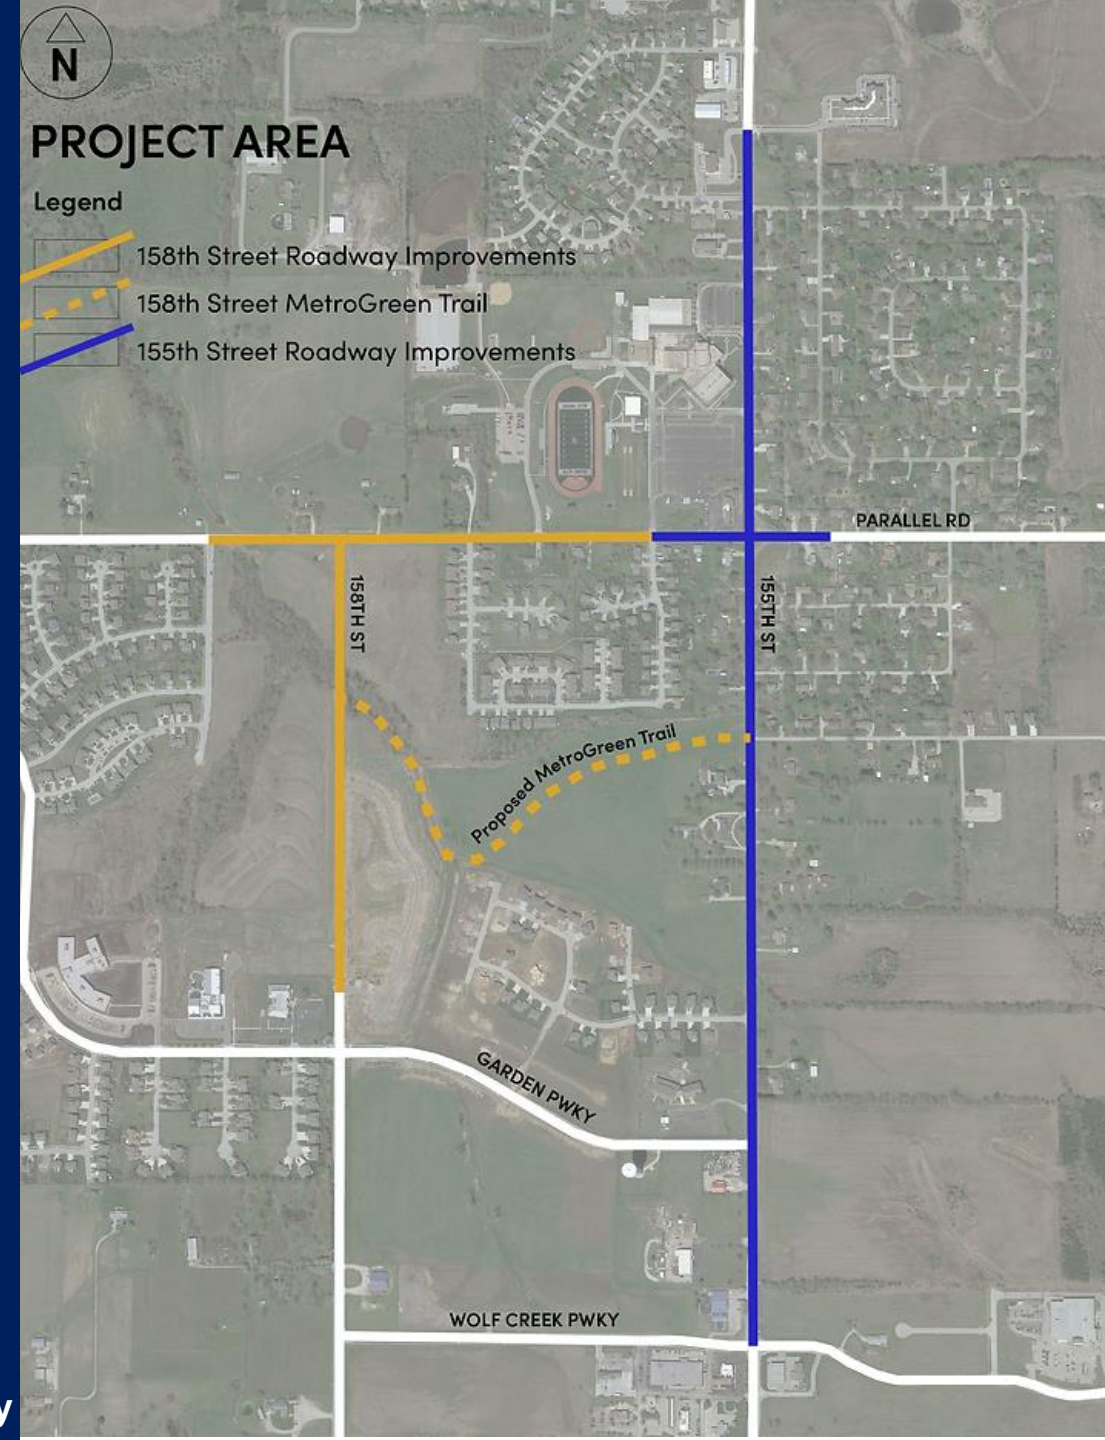 N
PROJECT AREA
Legend
158th Street Roadway Improvements
158th Street MetroGreen Trail
155th Street Roadway Improvements
PARALLEL RD
158TH ST
155TH ST
Proposed MetroGreen Trail
GARDEN PWKY
WOLF CREEK PWKY
y